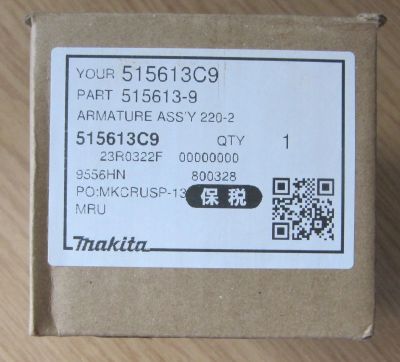 YOUR 515613C9
PART 515613-9
ARMATURE ASS'Y 220-2
515613C9 QTY 1
23R0322F 00000000
9556HN 800328
PO:MKCRUSP-13 保税
MRU
makita